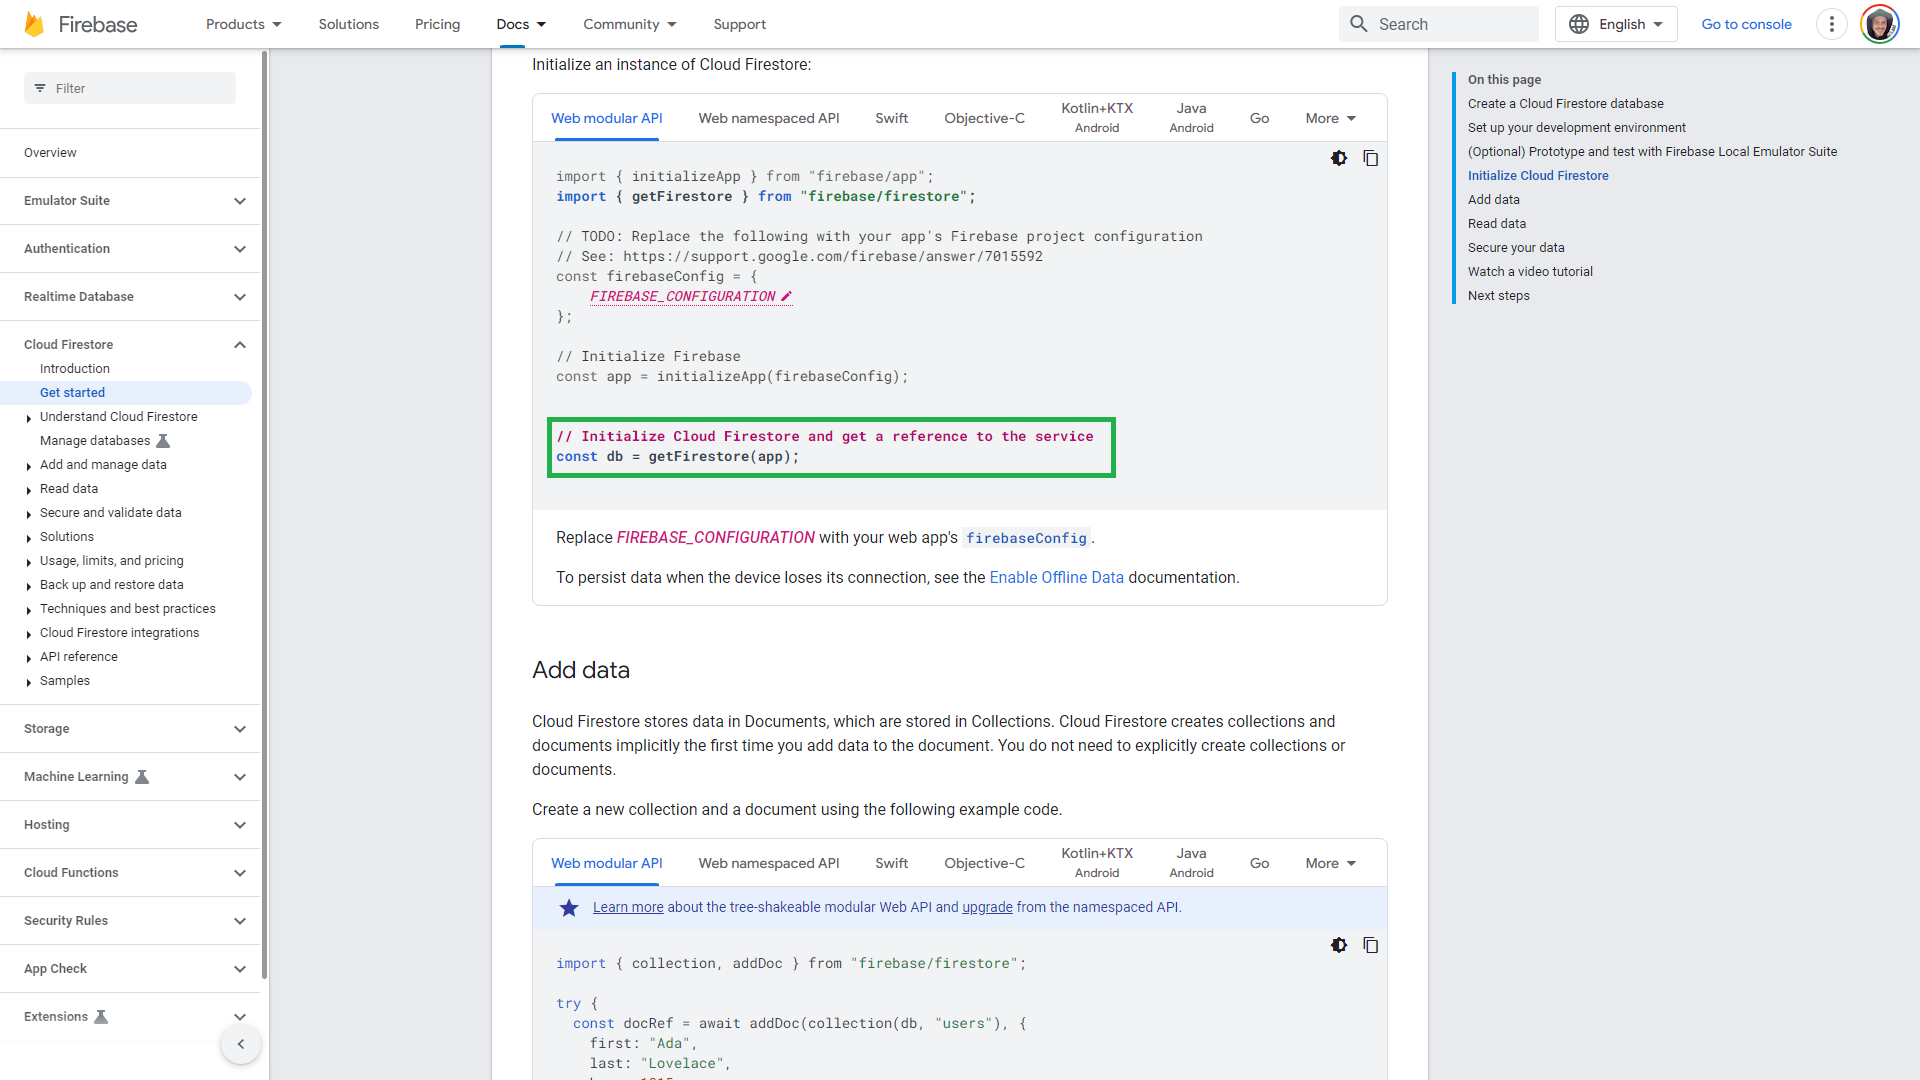 Firebase
Products
Solutions
Pricing
Docs
Community
Support
Search
English
Go to console
Filter
Overview
Emulator Suite
Authentication
Realtime Database
Cloud Firestore
Introduction
Get started
Understand Cloud Firestore
Manage databases
Add and manage data
Read data
Secure and validate data
Solutions
Usage, limits, and pricing
Back up and restore data
Techniques and best practices
Cloud Firestore integrations
API reference
Samples
Storage
Machine Learning
Hosting
Cloud Functions
Security Rules
App Check
Extensions
Initialize an instance of Cloud Firestore:
Web modular API
Web namespaced API
Swift
Objective-C
Kotlin+KTX
Android
Java
Android
Go
More
import { initializeApp } from "firebase/app";
import { getFirestore } from "firebase/firestore";
// TODO: Replace the following with your app's Firebase project configuration
// See: https://support.google.com/firebase/answer/7015592
const firebaseConfig = {
FIREBASE_CONFIGURATION
};
// Initialize Firebase
const app = initializeApp(firebaseConfig);
// Initialize Cloud Firestore and get a reference to the service
const db = getFirestore(app);
Replace FIREBASE_CONFIGURATION with your web app's firebaseConfig.
To persist data when the device loses its connection, see the Enable Offline Data documentation.
Add data
Cloud Firestore stores data in Documents, which are stored in Collections. Cloud Firestore creates collections and
documents implicitly the first time you add data to the document. You do not need to explicitly create collections or
documents.
Create a new collection and a document using the following example code.
Web modular API
Web namespaced API
Swift
Objective-C
Kotlin+KTX
Android
Java
Android
Go
More
Learn more about the tree-shakeable modular Web API and upgrade from the namespaced API.
import { collection, addDoc } from "firebase/firestore";
try {
const docRef = await addDoc(collection(db, "users"), {
first: "Ada",
last: "Lovelace",
On this page
Create a Cloud Firestore database
Set up your development environment
(Optional) Prototype and test with Firebase Local Emulator Suite
Initialize Cloud Firestore
Add data
Read data
Secure your data
Watch a video tutorial
Next steps